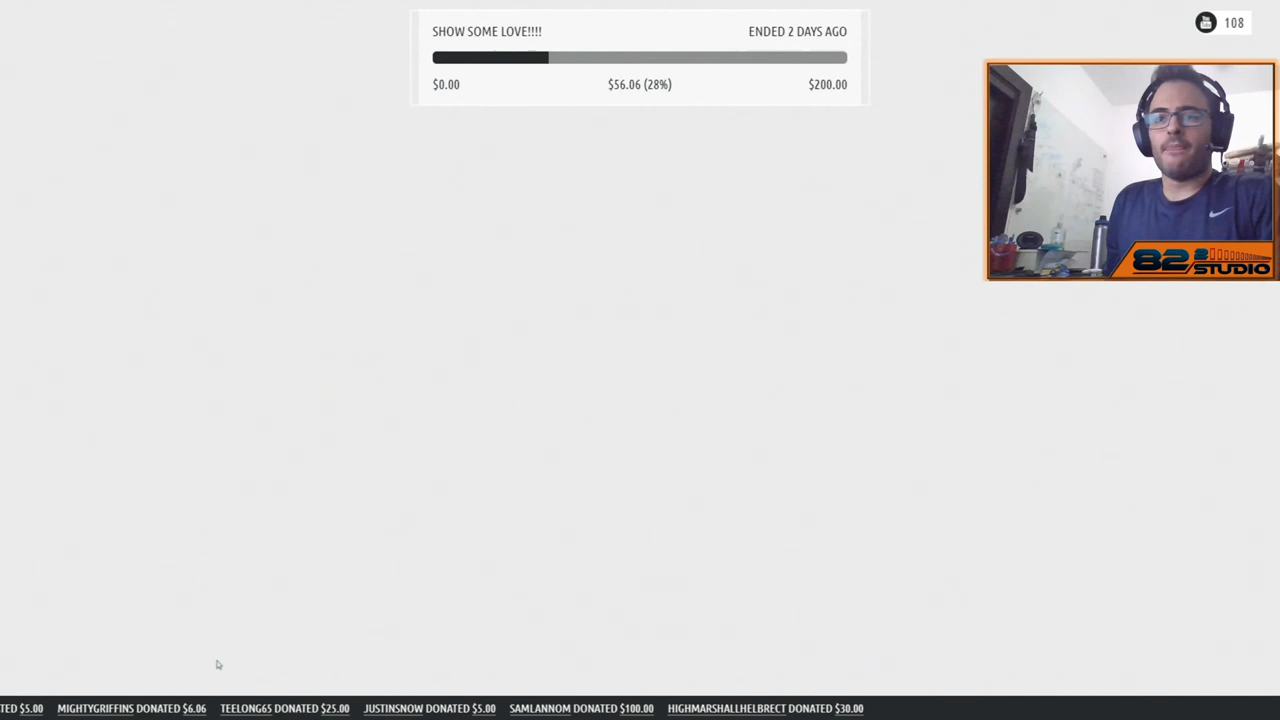 SHOW SOME LOVE!!!! ENDED 2 DAYS AGO
$0.00 $56.06 (28%) $200.00
108
82 2 STUDIO
TED $5.00 MIGHTYGRIFFINS DONATED $6.06 TEELONG65 DONATED $25.00 JUSTINSNOW DONATED $5.00 SAMLANNOM DONATED $100.00 HIGHMARSHALLHELBRECT DONATED $30.00